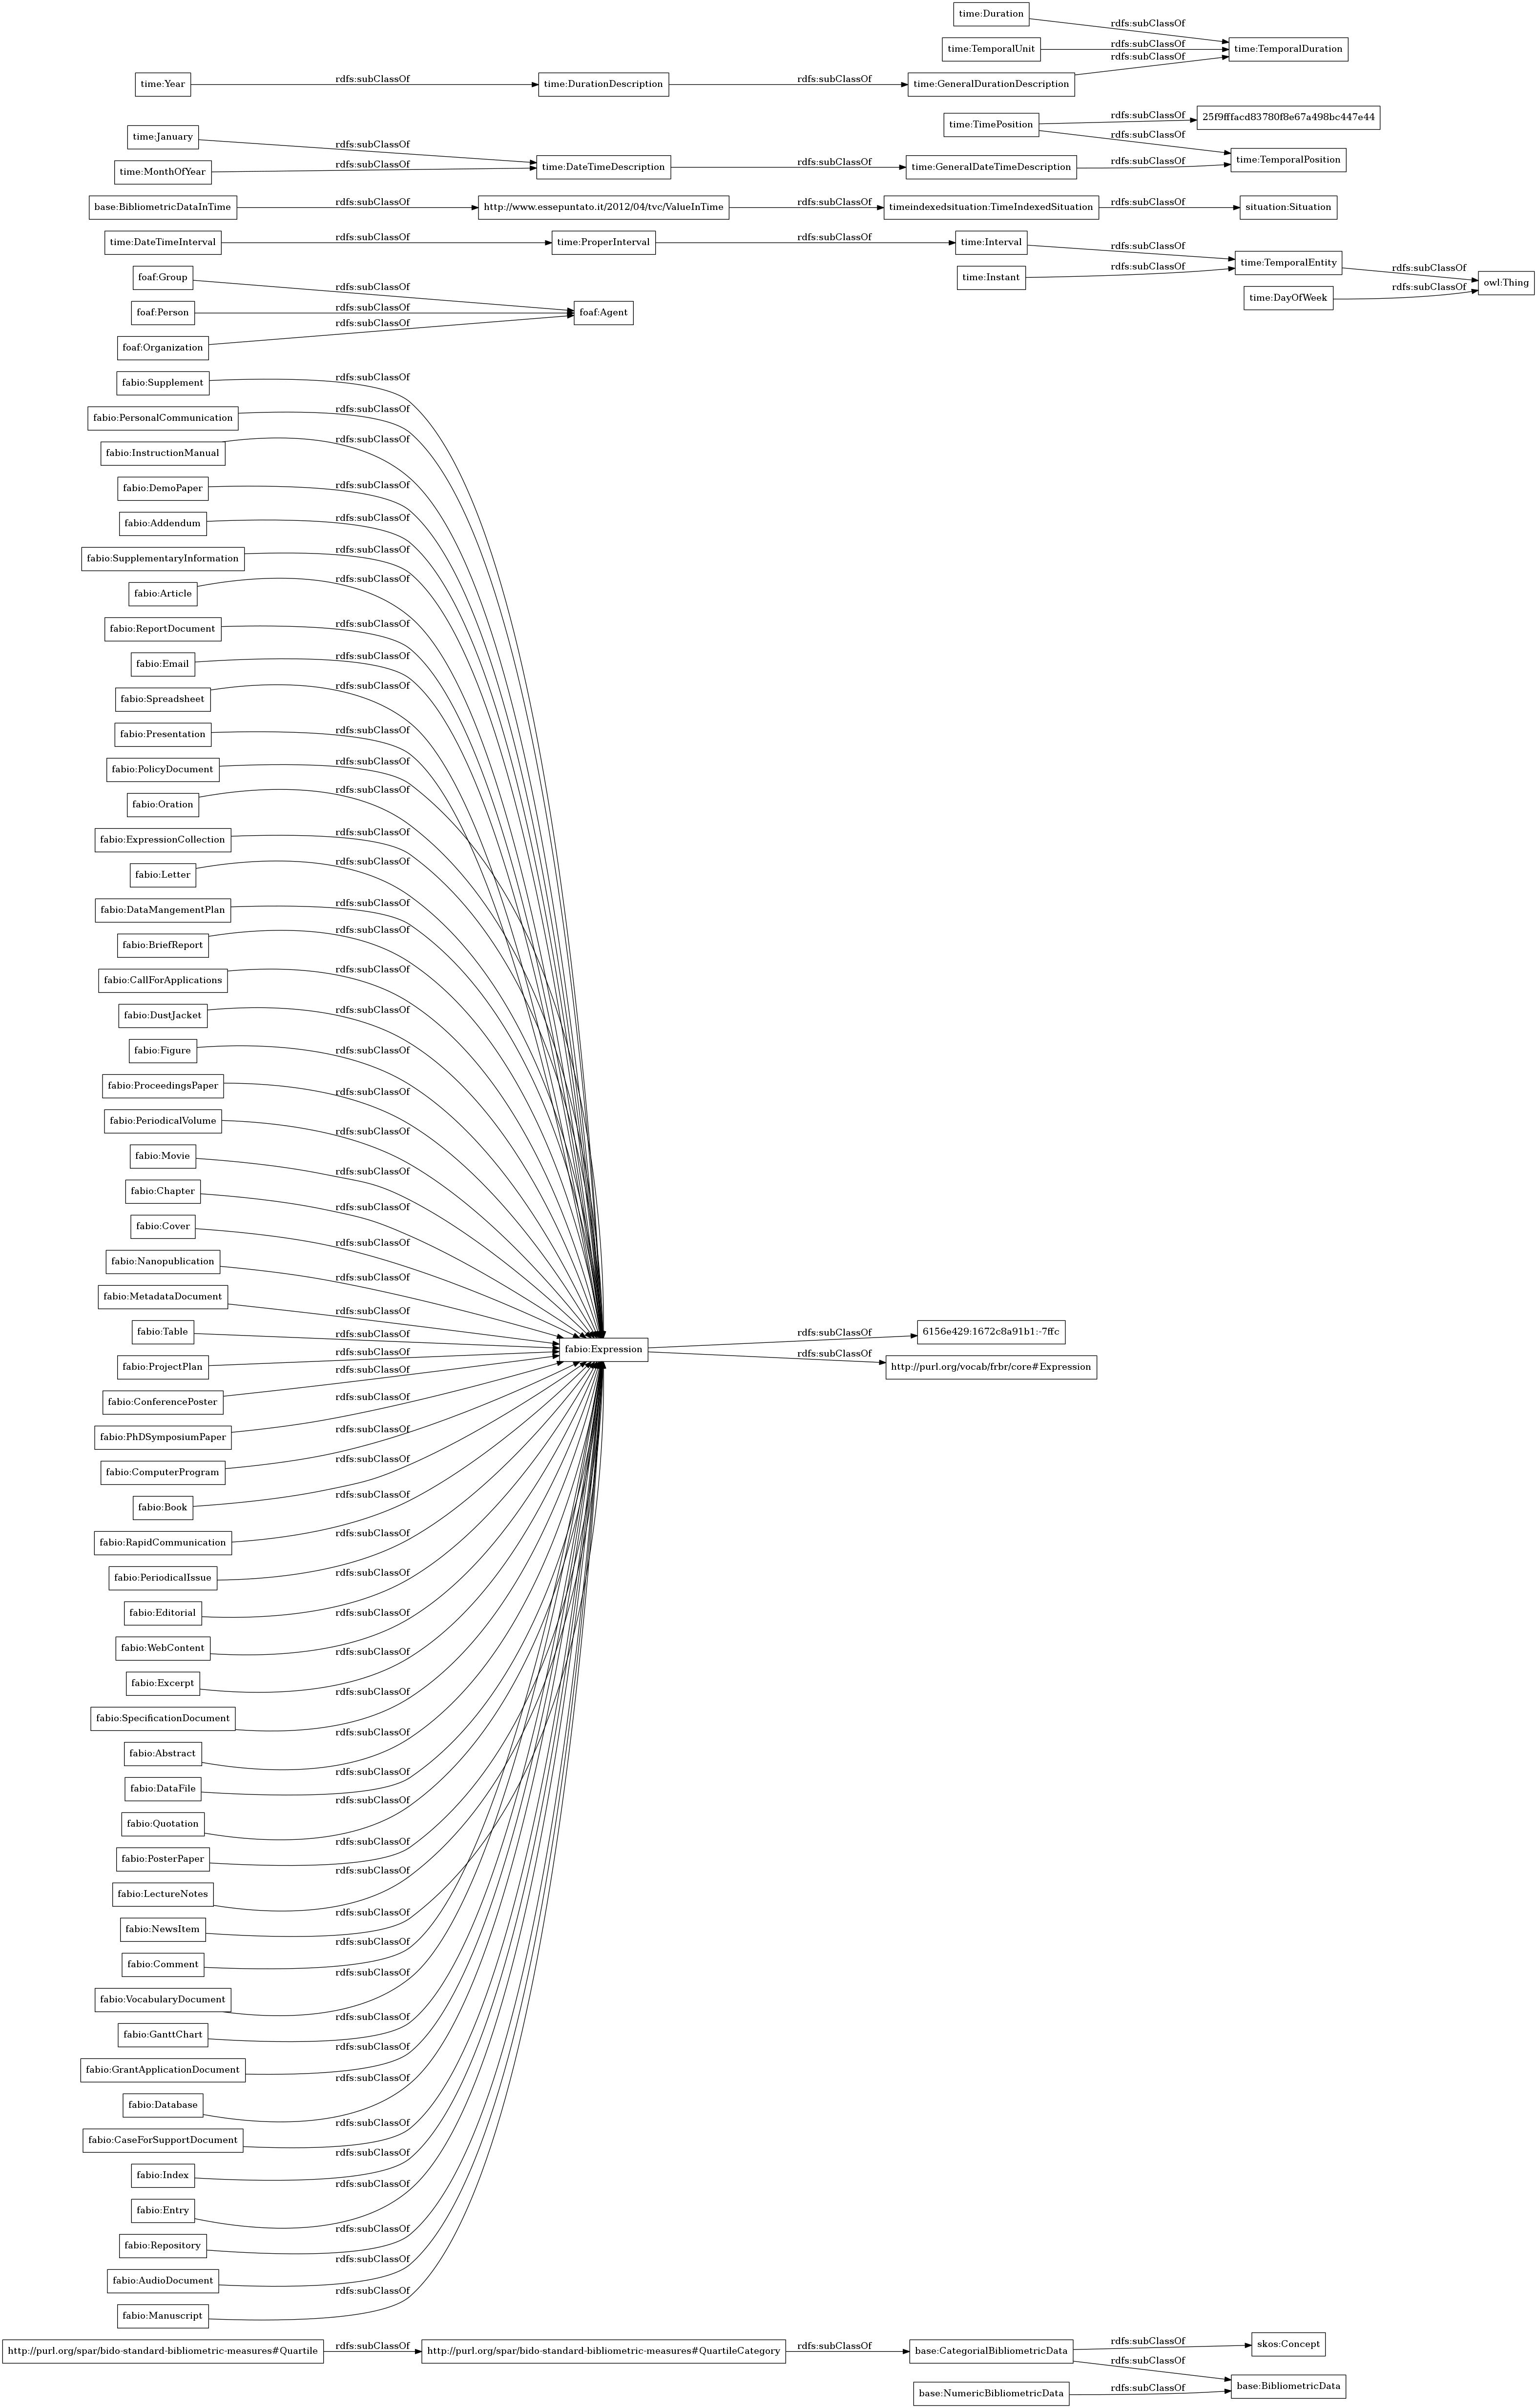 time:Duration
rdfs:subClassOf
time:TemporalUnit
rdfs:subClassOf
time:TemporalDuration
rdfs:subClassOf
time:Year
rdfs:subClassOf
time:DurationDescription
rdfs:subClassOf
time:GeneralDurationDescription
time:TimePosition
rdfs:subClassOf
25f9fffacd83780f8e67a498bc447e44
rdfs:subClassOf
time:January
rdfs:subClassOf
time:MonthOfYear
rdfs:subClassOf
time:DateTimeDescription
rdfs:subClassOf
time:GeneralDateTimeDescription
rdfs:subClassOf
time:TemporalPosition
base:BibliometricDataInTime
rdfs:subClassOf
http://www.essepuntato.it/2012/04/tvc/ValueInTime
rdfs:subClassOf
timeindexedsituation:TimeIndexedSituation
rdfs:subClassOf
situation:Situation
time:DateTimeInterval
rdfs:subClassOf
time:ProperInterval
rdfs:subClassOf
time:Interval
rdfs:subClassOf
time:Instant
rdfs:subClassOf
time:TemporalEntity
rdfs:subClassOf
owl:Thing
time:DayOfWeek
rdfs:subClassOf
foaf:Group
rdfs:subClassOf
foaf:Person
rdfs:subClassOf
foaf:Agent
foaf:Organization
rdfs:subClassOf
fabio:Supplement
rdfs:subClassOf
fabio:PersonalCommunication
rdfs:subClassOf
fabio:InstructionManual
rdfs:subClassOf
fabio:DemoPaper
rdfs:subClassOf
fabio:Addendum
rdfs:subClassOf
fabio:SupplementaryInformation
rdfs:subClassOf
fabio:Article
rdfs:subClassOf
fabio:ReportDocument
rdfs:subClassOf
fabio:Email
rdfs:subClassOf
fabio:Spreadsheet
rdfs:subClassOf
fabio:Presentation
rdfs:subClassOf
fabio:PolicyDocument
rdfs:subClassOf
fabio:Oration
rdfs:subClassOf
fabio:ExpressionCollection
rdfs:subClassOf
fabio:Letter
rdfs:subClassOf
fabio:DataMangementPlan
rdfs:subClassOf
fabio:BriefReport
rdfs:subClassOf
fabio:CallForApplications
rdfs:subClassOf
fabio:DustJacket
rdfs:subClassOf
fabio:Figure
rdfs:subClassOf
fabio:ProceedingsPaper
rdfs:subClassOf
fabio:PeriodicalVolume
rdfs:subClassOf
fabio:Movie
rdfs:subClassOf
fabio:Chapter
rdfs:subClassOf
fabio:Cover
rdfs:subClassOf
fabio:Nanopublication
rdfs:subClassOf
fabio:MetadataDocument
rdfs:subClassOf
fabio:Table
rdfs:subClassOf
fabio:Expression
rdfs:subClassOf
6156e429:1672c8a91b1:-7ffc
rdfs:subClassOf
http://purl.org/vocab/frbr/core#Expression
fabio:ProjectPlan
rdfs:subClassOf
fabio:ConferencePoster
rdfs:subClassOf
fabio:PhDSymposiumPaper
rdfs:subClassOf
fabio:ComputerProgram
rdfs:subClassOf
fabio:Book
rdfs:subClassOf
fabio:RapidCommunication
rdfs:subClassOf
fabio:PeriodicalIssue
rdfs:subClassOf
fabio:Editorial
rdfs:subClassOf
fabio:WebContent
rdfs:subClassOf
fabio:Excerpt
rdfs:subClassOf
fabio:SpecificationDocument
rdfs:subClassOf
fabio:Abstract
rdfs:subClassOf
fabio:DataFile
rdfs:subClassOf
fabio:Quotation
rdfs:subClassOf
fabio:PosterPaper
rdfs:subClassOf
fabio:LectureNotes
rdfs:subClassOf
fabio:NewsItem
rdfs:subClassOf
fabio:Comment
rdfs:subClassOf
fabio:VocabularyDocument
rdfs:subClassOf
fabio:GanttChart
rdfs:subClassOf
fabio:GrantApplicationDocument
rdfs:subClassOf
fabio:Database
rdfs:subClassOf
fabio:CaseForSupportDocument
rdfs:subClassOf
fabio:Index
rdfs:subClassOf
fabio:Entry
rdfs:subClassOf
fabio:Repository
rdfs:subClassOf
fabio:AudioDocument
rdfs:subClassOf
fabio:Manuscript
rdfs:subClassOf
http://purl.org/spar/bido-standard-bibliometric-measures#Quartile
rdfs:subClassOf
http://purl.org/spar/bido-standard-bibliometric-measures#QuartileCategory
rdfs:subClassOf
base:CategorialBibliometricData
rdfs:subClassOf
skos:Concept
rdfs:subClassOf
base:NumericBibliometricData
rdfs:subClassOf
base:BibliometricData